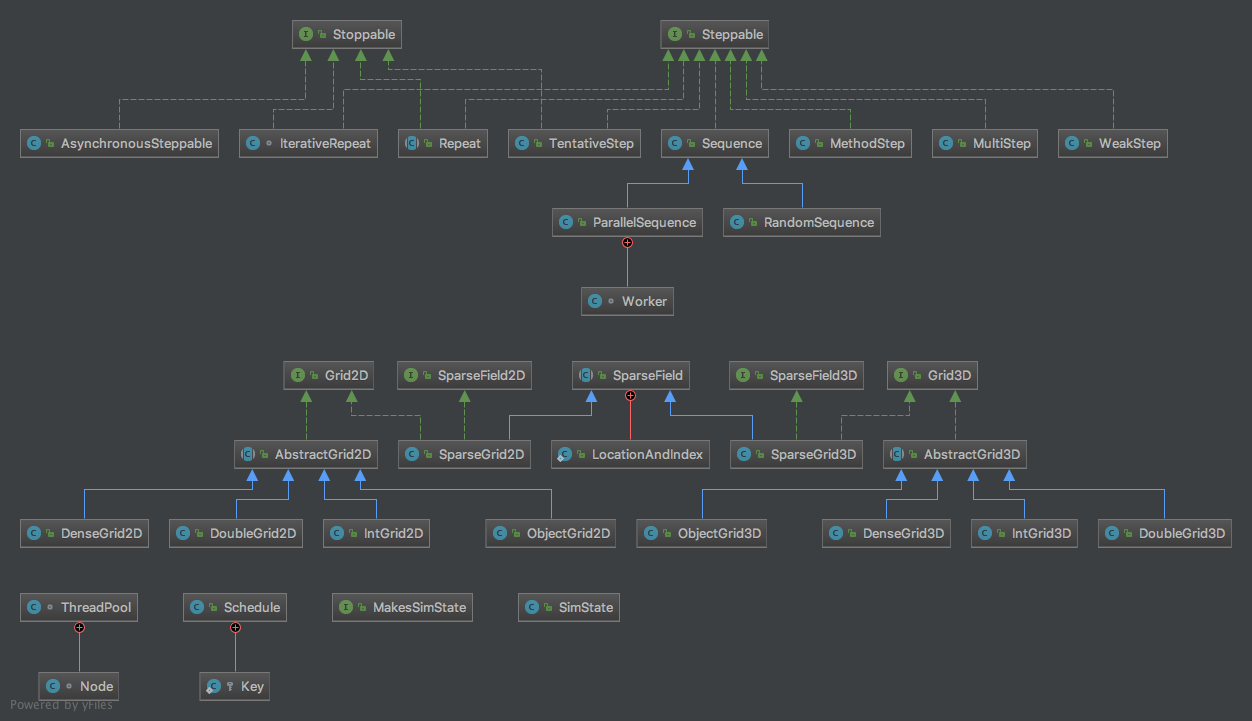 Stoppable Steppable
AsynchronousSteppable IterativeRepeat Repeat TentativeStep Sequence MethodStep MultiStep WeakStep
ParallelSequence RandomSequence
Worker
Grid2D SparseField2D SparseField SparseField3D Grid3D
AbstractGrid2D SparseGrid2D LocationAndIndex SparseGrid3D AbstractGrid3D
DenseGrid2D DoubleGrid2D IntGrid2D ObjectGrid2D ObjectGrid3D DenseGrid3D IntGrid3D DoubleGrid3D
ThreadPool Schedule MakesSimState SimState
Node Key
Powered by yFiles